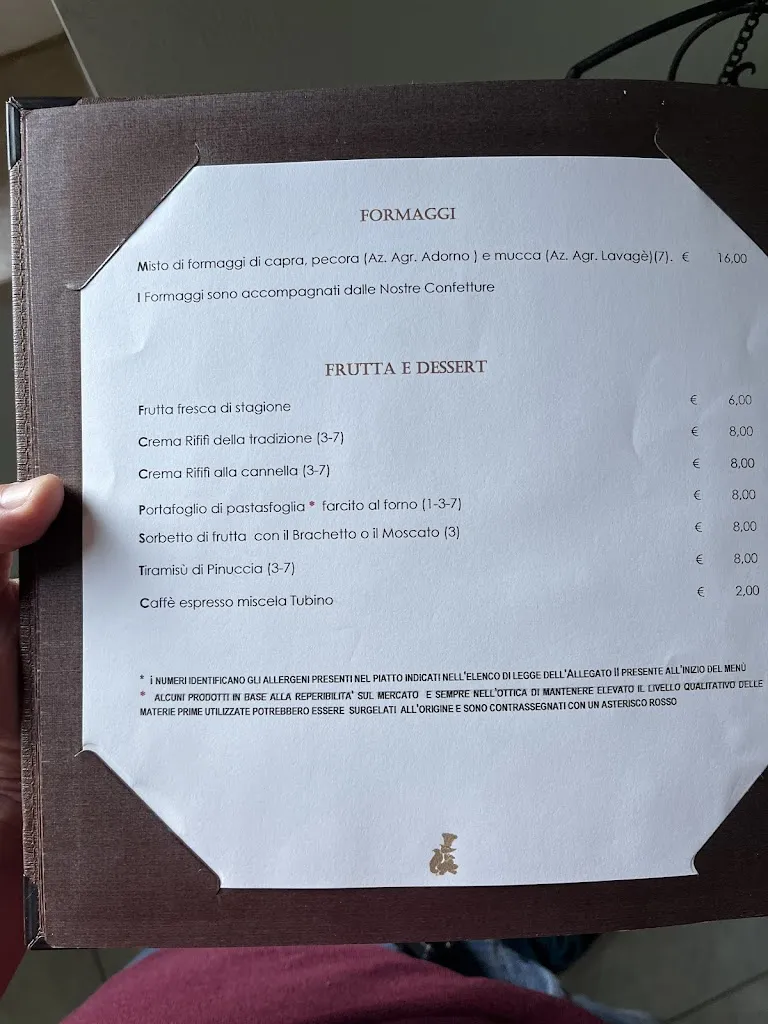 FORMAGGI
Misto di formaggi di capra, pecora (Az. Agr. Adorno ) e mucca (Az. Agr. Lavagè)(7). € 16,00
I Formaggi sono accompagnati dalle Nostre Confetture
FRUTTA E DESSERT
Frutta fresca di stagione € 6,00
Crema Rififì della tradizione (3-7) € 8,00
Crema Rififì alla cannella (3-7) € 8,00
Portafoglio di pastasfoglia * farcito al forno (1-3-7) € 8,00
Sorbetto di frutta con il Brachetto o il Moscato (3) € 8,00
Tiramisù di Pinuccia (3-7) € 8,00
Caffè espresso miscela Tubino € 2,00
* i NUMERI IDENTIFICANO GLI ALLERGENI PRESENTI NEL PIATTO INDICATI NELL'ELENCO DI LEGGE DELL'ALLEGATO II PRESENTE ALL'INIZIO DEL MENÙ
* ALCUNI PRODOTTI IN BASE ALLA REPERIBILITA' SUL MERCATO E SEMPRE NELL'OTTICA DI MANTENERE ELEVATO IL LIVELLO QUALITATIVO DELLE
MATERIE PRIME UTILIZZATE POTREBBERO ESSERE SURGELATI ALL'ORIGINE E SONO CONTRASSEGNATI CON UN ASTERISCO ROSSO